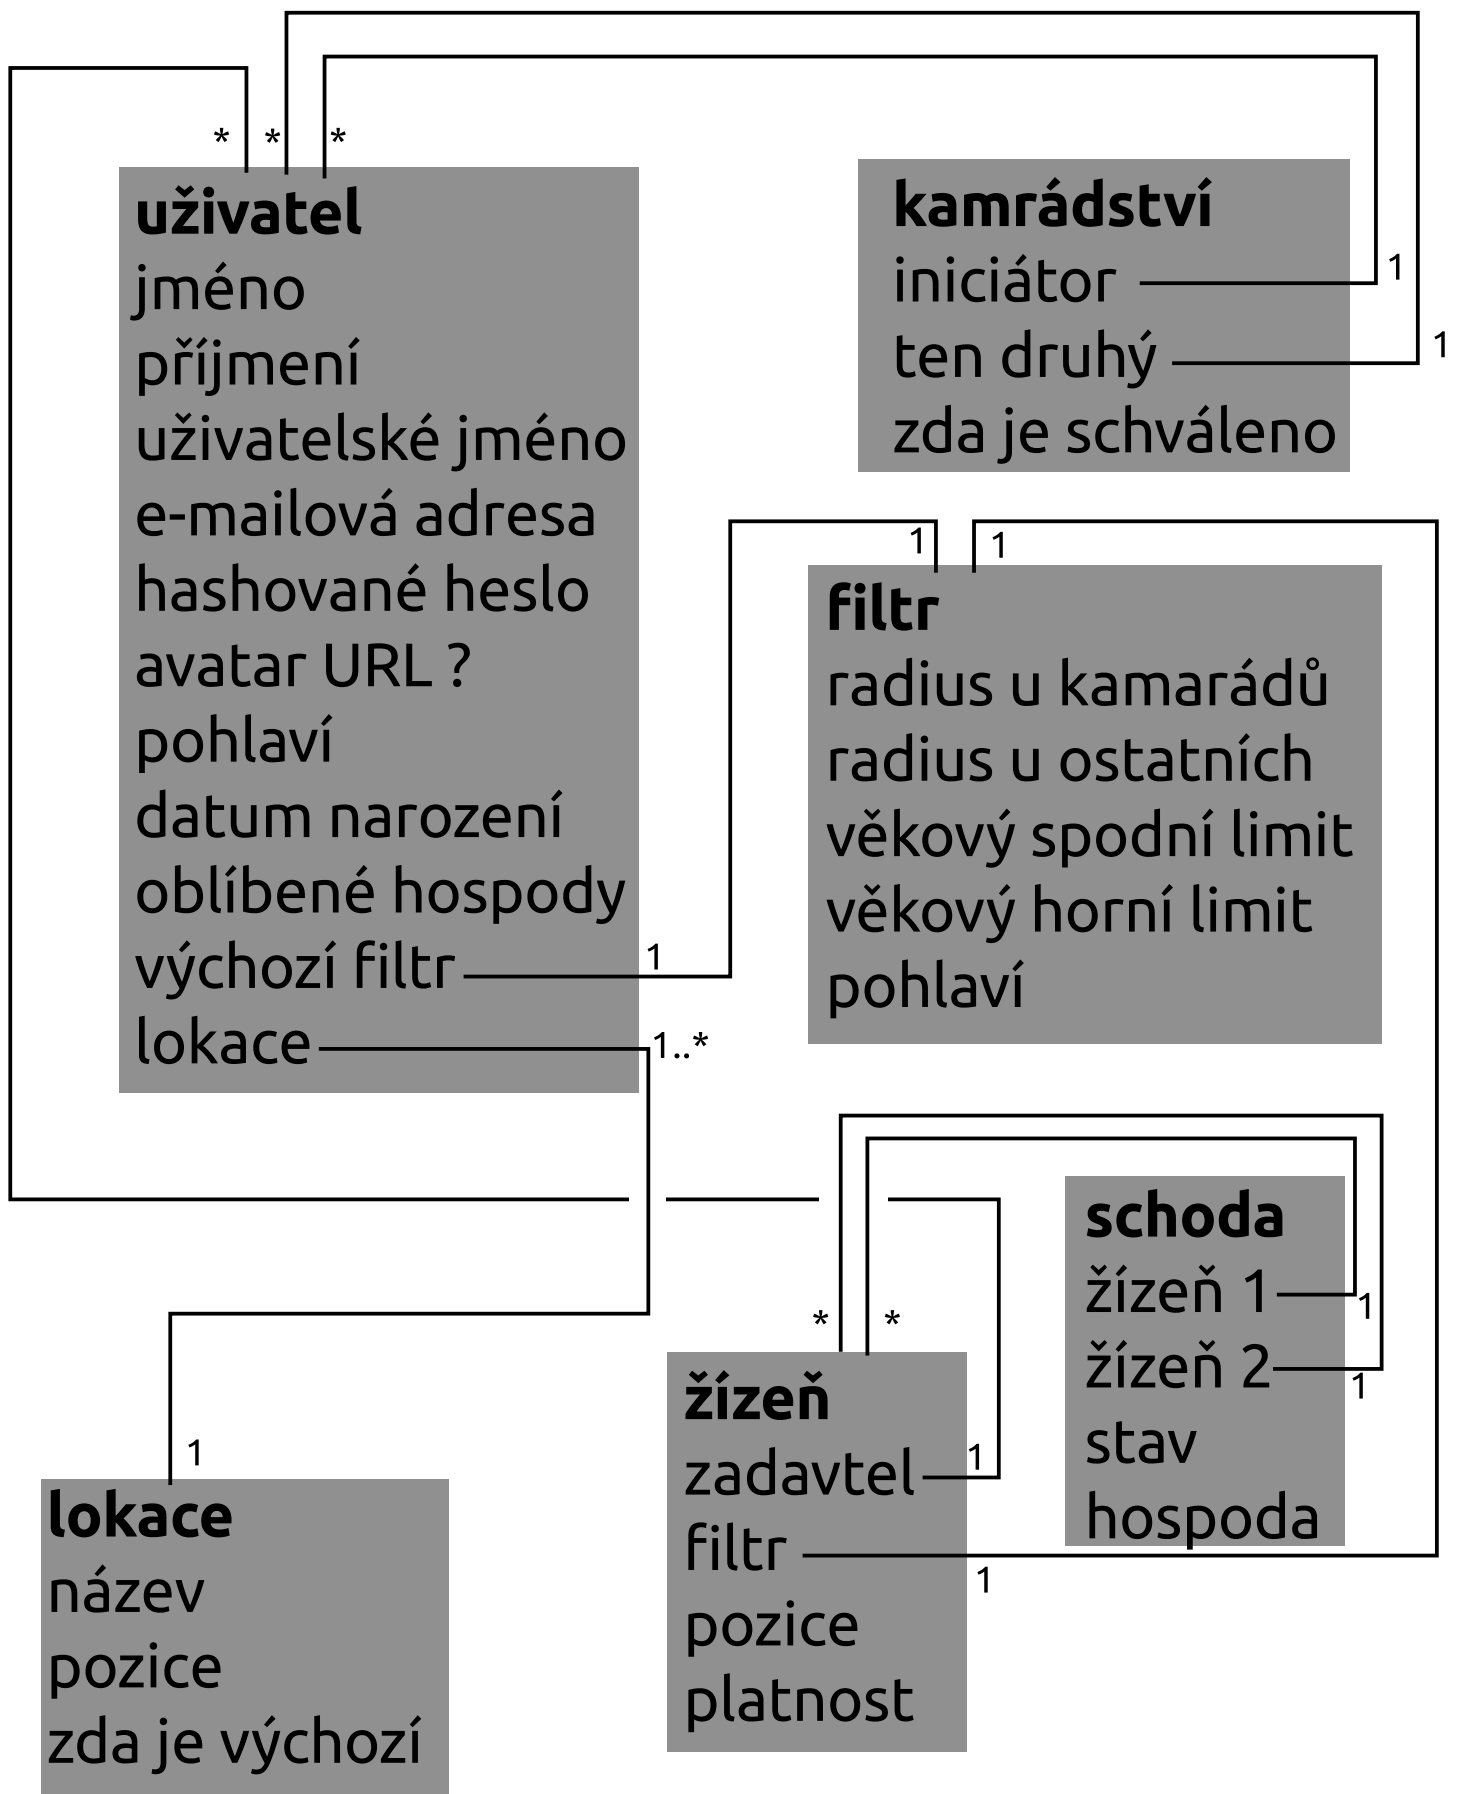 *
*
*
uživatel
jméno
příjmení
uživatelské jméno
e-mailová adresa
hashované heslo
avatar URL ?
pohlaví
datum narození
oblíbené hospody
výchozí filtr
1
lokace
1..*
kamrádství
iniciátor
1
ten druhý
1
zda je schváleno
1
1
filtr
radius u kamarádů
radius u ostatních
věkový spodní limit
věkový horní limit
pohlaví
schoda
žízeň 1
1
žízeň 2
1
stav
hospoda
*
*
žízeň
zadavtel
1
filtr
1
pozice
platnost
1
lokace
název
pozice
zda je výchozí